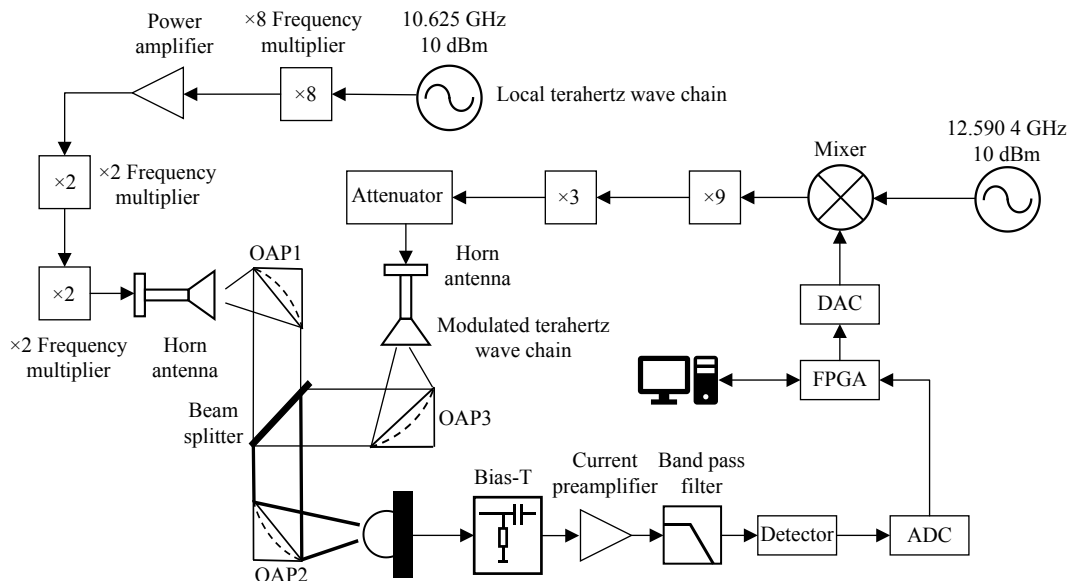 Power
amplifier
×8 Frequency
multiplier
10.625 GHz
10 dBm
×8
Local terahertz wave chain
×2
×2 Frequency
multiplier
×2
×2 Frequency
multiplier
Horn
antenna
OAP1
Attenuator
×3
×9
Mixer
12.590 4 GHz
10 dBm
Horn
antenna
Modulated terahertz
wave chain
DAC
FPGA
Beam
splitter
OAP3
OAP2
Bias-T
Current
preamplifier
Band pass
filter
Detector
ADC